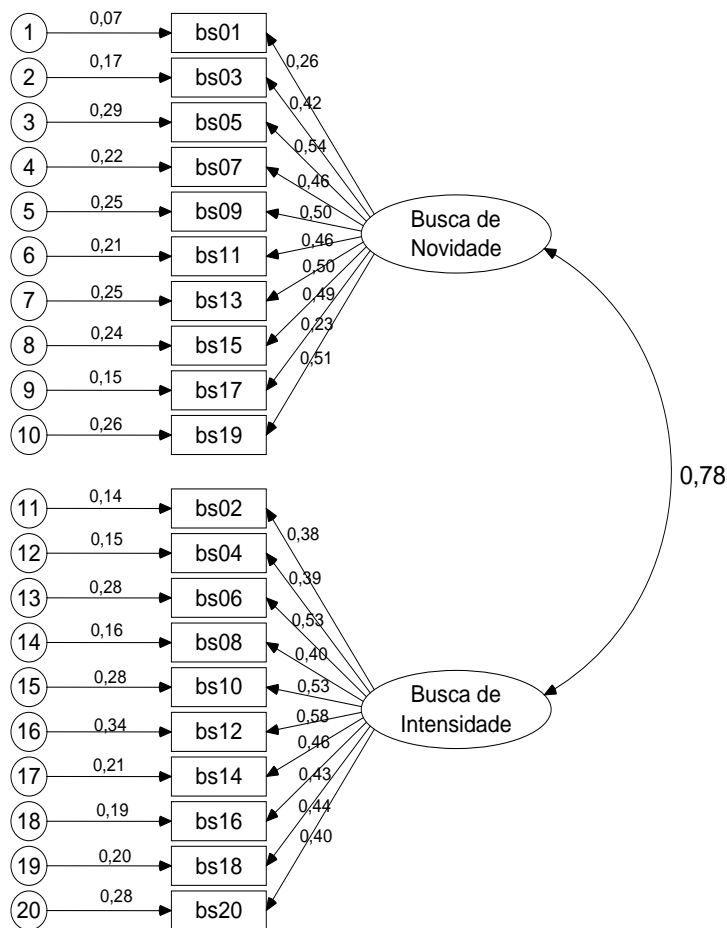 1 0,07 bs01
2 0,17 bs03
3 0,29 bs05
4 0,22 bs07
5 0,25 bs09
6 0,21 bs11
7 0,25 bs13
8 0,24 bs15
9 0,15 bs17
10 0,26 bs19
0,26
0,42
0,54
0,46
0,50
0,46
0,50
0,49
0,23
0,51
Busca de
Novidade
0,78
11 0,14 bs02
12 0,15 bs04
13 0,28 bs06
14 0,16 bs08
15 0,28 bs10
16 0,34 bs12
17 0,21 bs14
18 0,19 bs16
19 0,20 bs18
20 0,28 bs20
0,38
0,39
0,53
0,40
0,53
0,58
0,46
0,43
0,44
0,40
Busca de
Intensidade